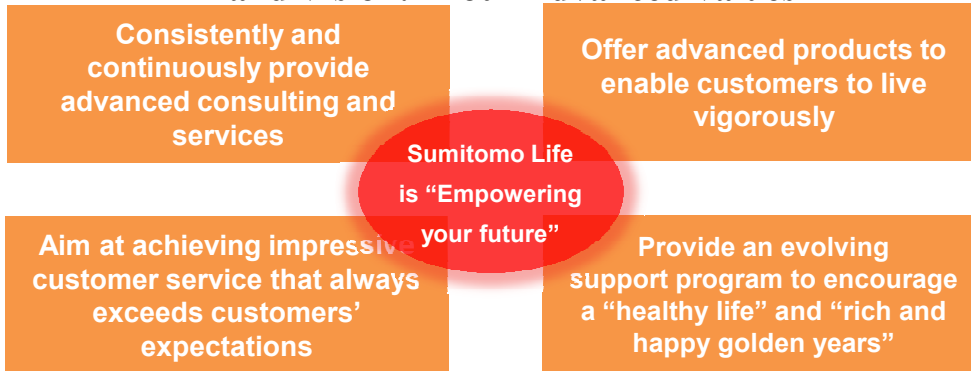 Consistently and
continuously provide
advanced consulting and
services
Offer advanced products to
enable customers to live
vigorously
Sumitomo Life
is “Empowering
your future”
Aim at achieving impressive
customer service that always
exceeds customers’
expectations
Provide an evolving
support program to encourage
a “healthy life” and “rich and
happy golden years”